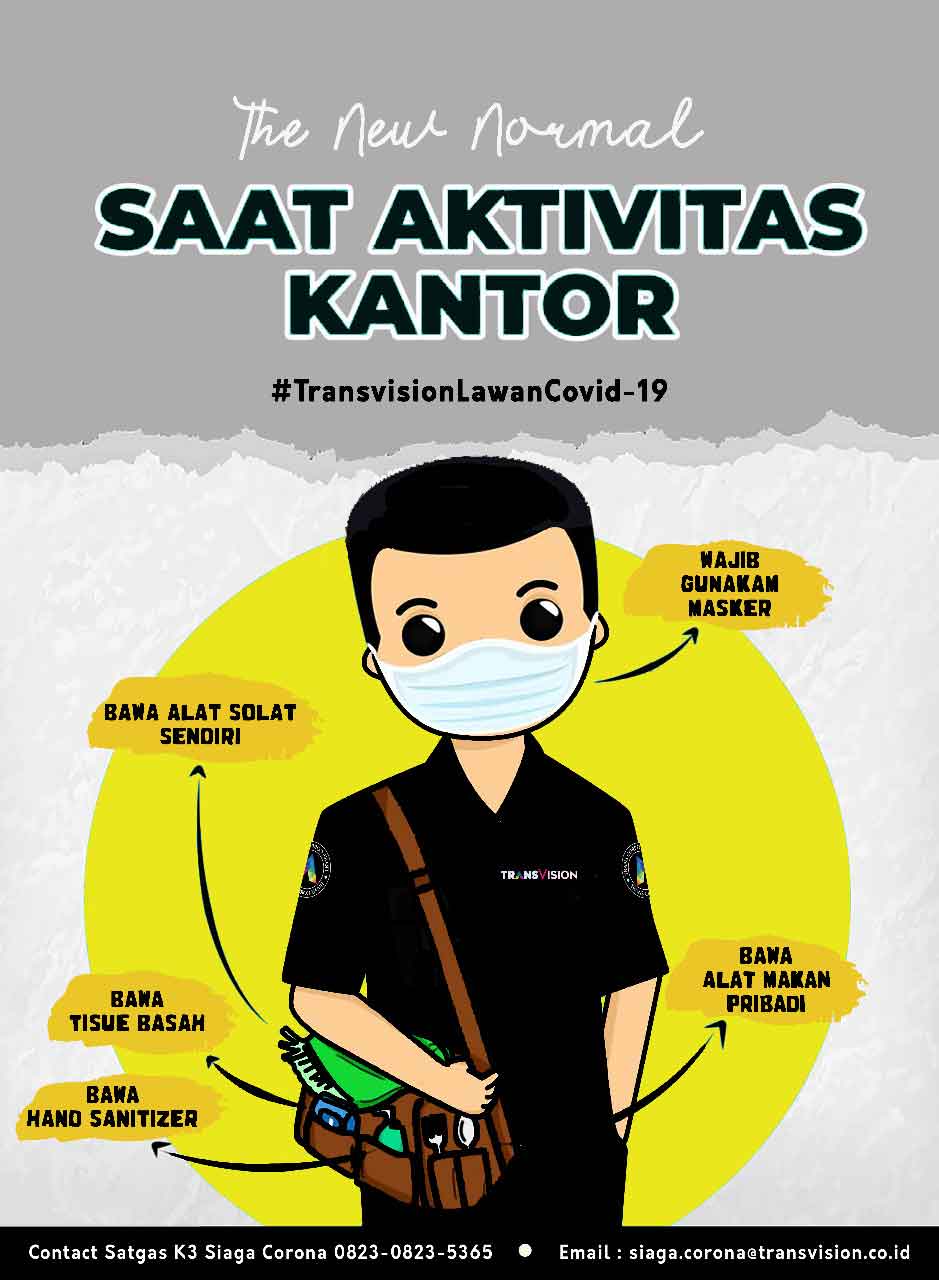 The New Normal
SAAT AKTIVITAS
KANTOR
#TransvisionLawanCovid-19
WAJIB
GUNAKAM
MASKER
BAWA ALAT SOLAT
SENDIRI
TRANSVISION
BAWA
ALAT MAKAN
PRIBADI
BAWA
TISUE BASAH
BAWA
HAND SANITIZER
Contact Satgas K3 Siaga Corona 0823-0823-5365 • Email : siaga.corona@transvision.co.id